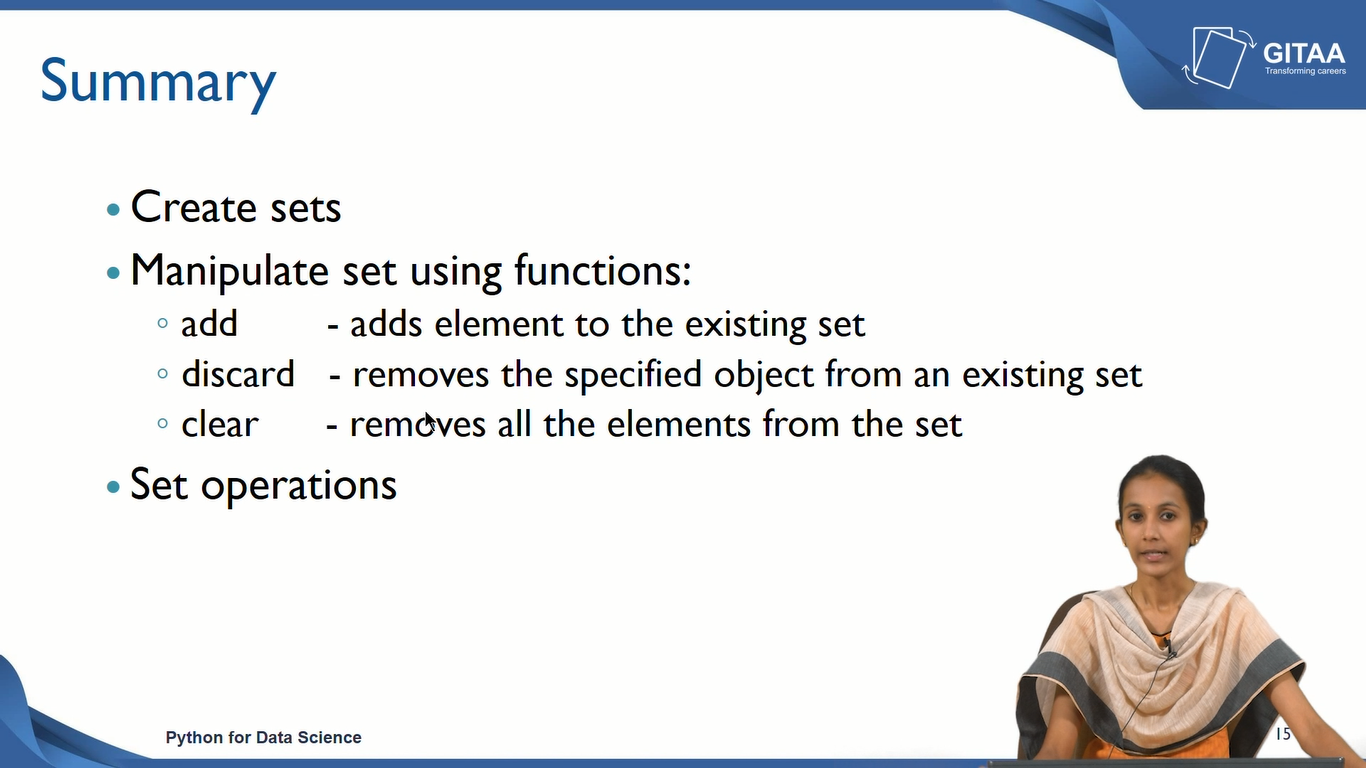 GITAA
Transforming careers
Summary
• Create sets
• Manipulate set using functions:
◦ add - adds element to the existing set
◦ discard - removes the specified object from an existing set
◦ clear - removes all the elements from the set
• Set operations
Python for Data Science
15